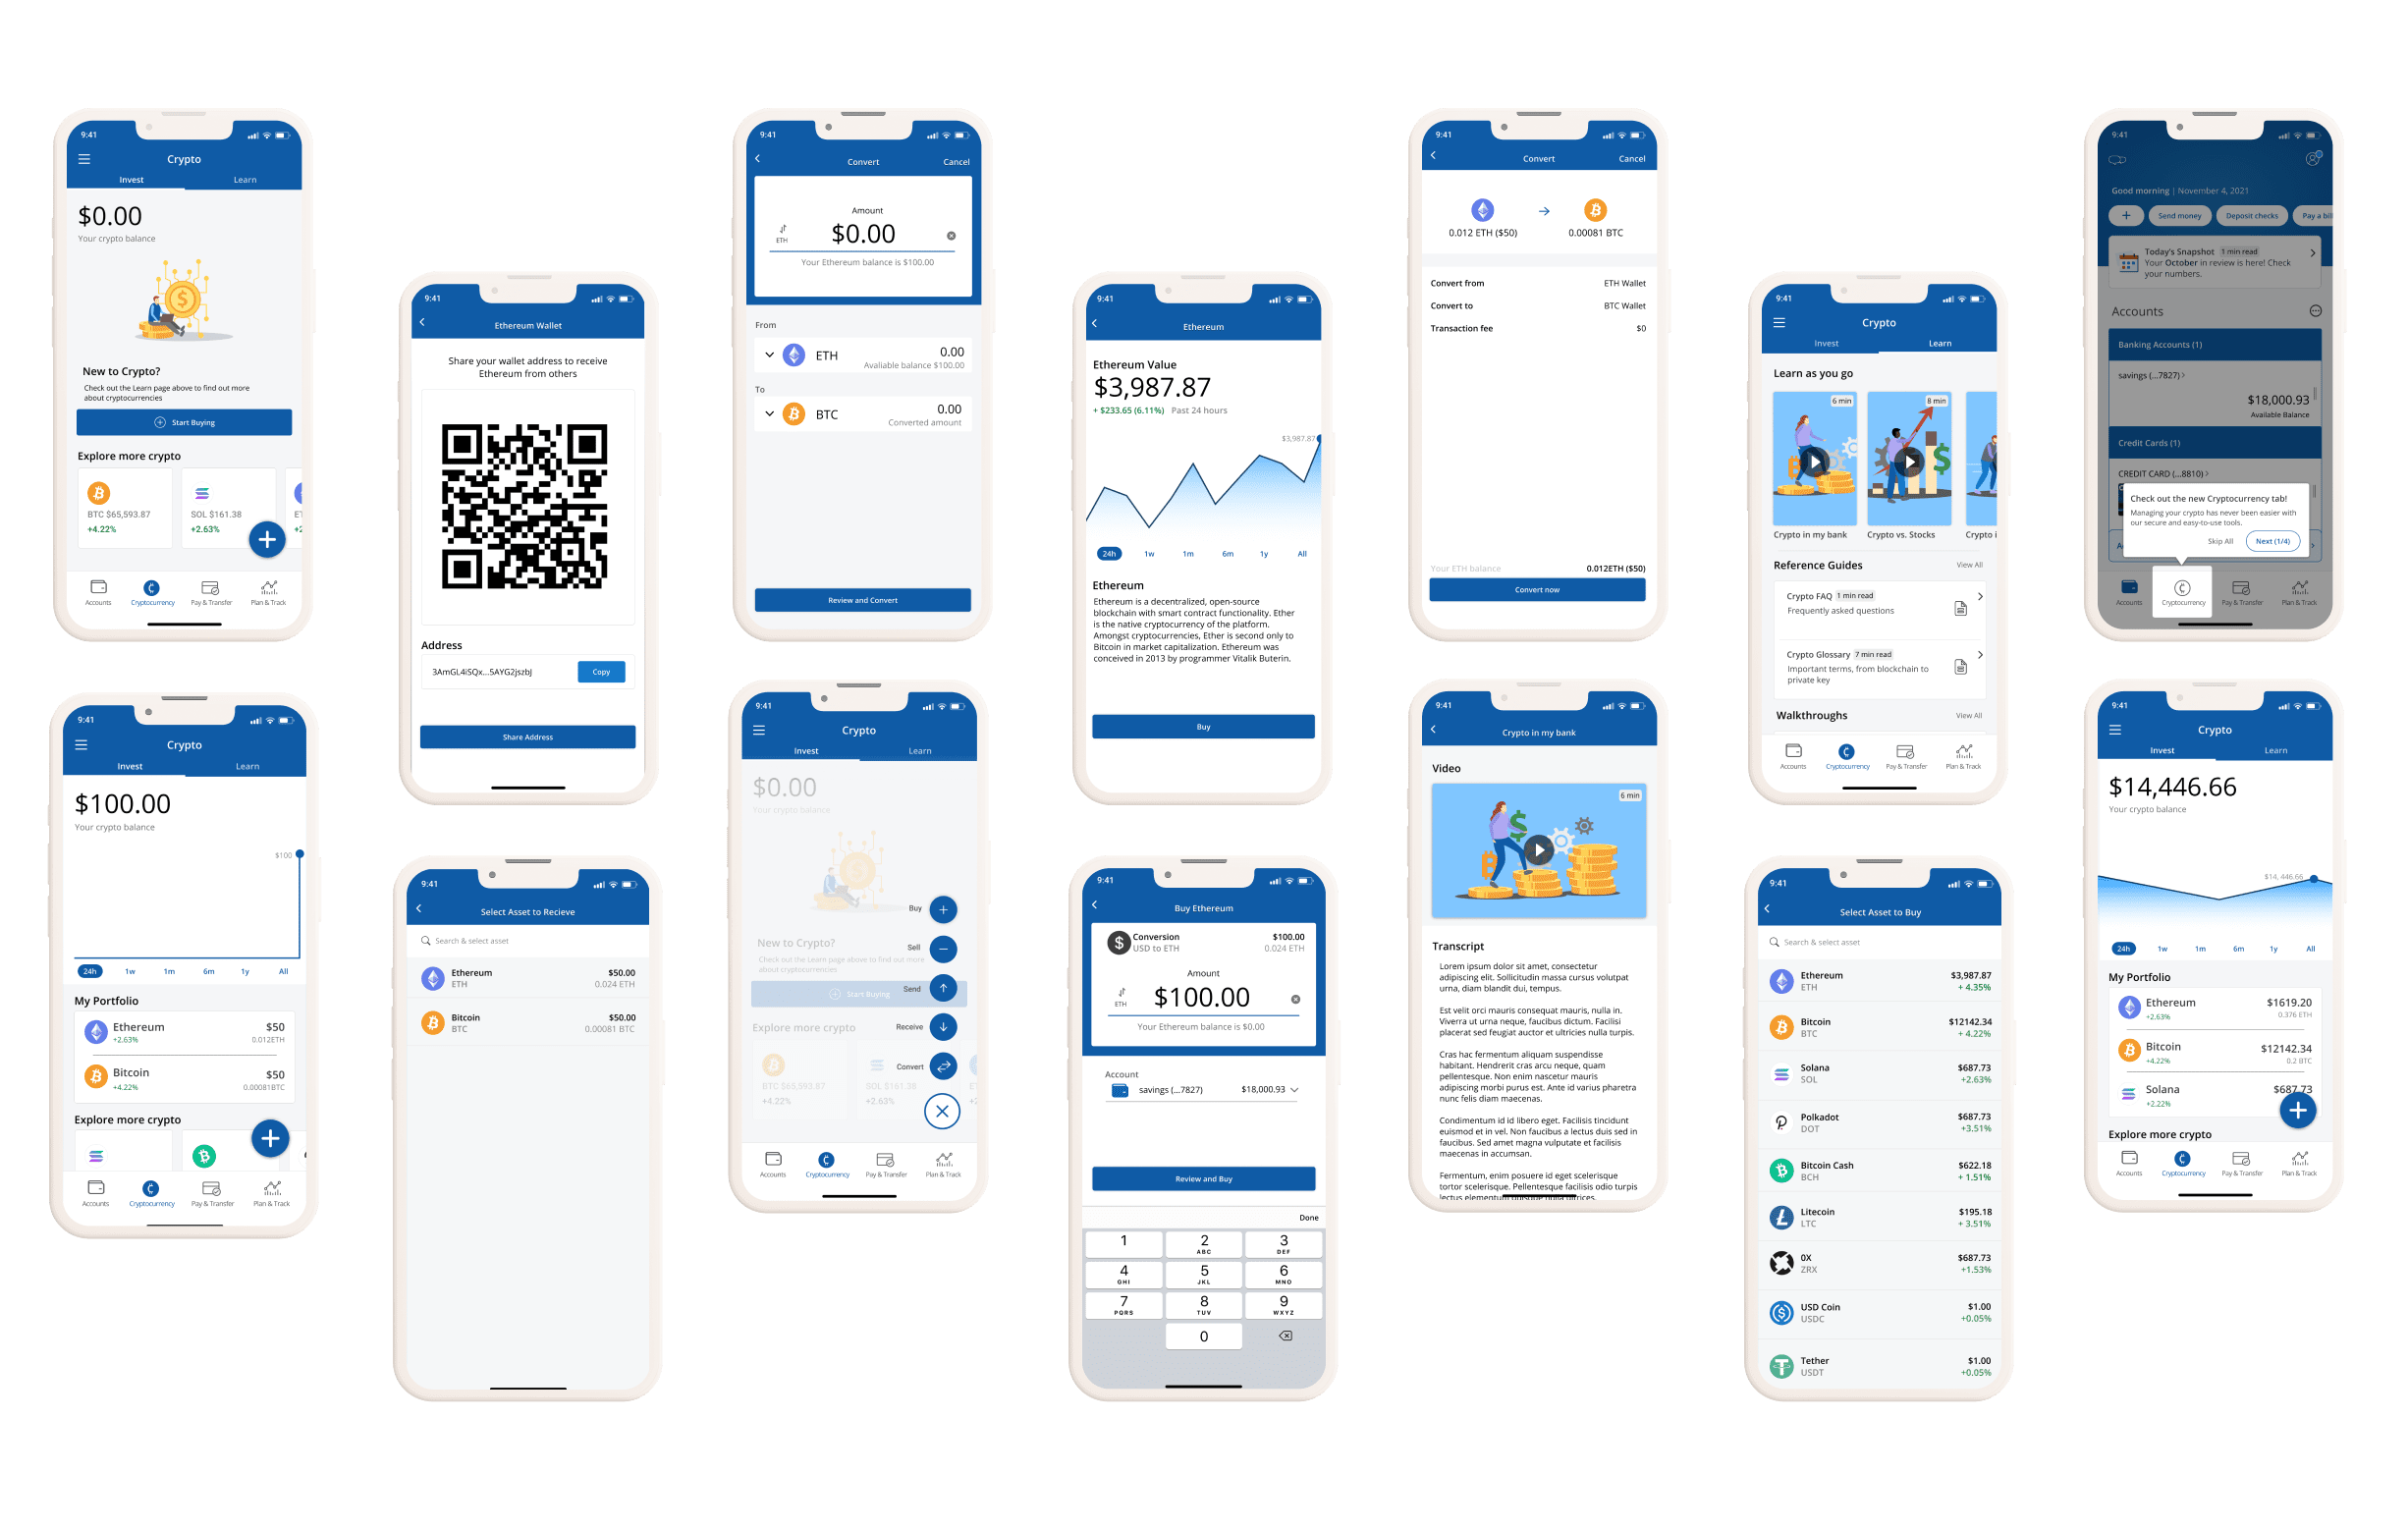 9:41
Crypto
Invest Learn
$0.00
Your crypto balance
New to Crypto?
Check out the Learn page above to find out more
about cryptocurrencies
Start Buying
Explore more crypto
BTC $65,593.87
+4.22%
SOL $161.38
+2.63%
Accounts Cryptocurrency Pay & Transfer Plan & Track
9:41
Crypto
Invest Learn
$100.00
Your crypto balance
$100
24h 1w 1m 6m 1y All
My Portfolio
Ethereum $50
+2.63% 0.012ETH
Bitcoin $50
+4.22% 0.00081BTC
Explore more crypto
Accounts Cryptocurrency Pay & Transfer Plan & Track
9:41
Ethereum Wallet
Share your wallet address to receive
Ethereum from others
Address
3AmGL4iSQx...5AYG2jszbJ Copy
Share Address
9:41
Select Asset to Recieve
Search & select asset
Ethereum $50.00
ETH 0.024 ETH
Bitcoin $50.00
BTC 0.00081 BTC
9:41
Convert Cancel
Amount
ETH $0.00
Your Ethereum balance is $100.00
From
ETH 0.00
Avaliable balance $100.00
To
BTC 0.00
Converted amount
Review and Convert
9:41
Crypto
Invest Learn
$0.00
Your crypto balance
Buy
Sell
New to Crypto?
Check out the Learn page above to find out more
about cryptocurrencies
Start Buying
Send
Explore more crypto
Receive
Convert
BTC $65,593.87
+4.22%
SOL $161.38
+2.63%
Accounts Cryptocurrency Pay & Transfer Plan & Track
9:41
Ethereum
Ethereum Value
$3,987.87
+ $233.65 (6.11%) Past 24 hours
$3,987.87
24h 1w 1m 6m 1y All
Ethereum
Ethereum is a decentralized, open-source
blockchain with smart contract functionality. Ether
is the native cryptocurrency of the platform.
Amongst cryptocurrencies, Ether is second only to
Bitcoin in market capitalization. Ethereum was
conceived in 2013 by programmer Vitalik Buterin.
Buy
9:41
Buy Ethereum
Conversion $100.00
USD to ETH 0.024 ETH
Amount
ETH $100.00
Your Ethereum balance is $0.00
Account
savings (...7827) $18,000.93
Review and Buy
Done
1 2 3
ABC DEF
4 5 6
GHI JKL MNO
7 8 9
PQRS TUV WXYZ
0
9:41
Convert Cancel
0.012 ETH ($50) 0.00081 BTC
Convert from ETH Wallet
Convert to BTC Wallet
Transaction fee $0
Your ETH balance 0.012ETH ($50)
Convert now
9:41
Crypto in my bank
Video
6 min
Transcript
Lorem ipsum dolor sit amet, consectetur
adipiscing elit. Sollicitudin massa cursus volutpat
urna, diam blandit dui, tempus.
Est velit orci mauris consequat mauris, nulla in.
Viverra ut urna neque, faucibus dictum. Facilisi
placerat sed feugiat auctor et ultricies nulla turpis.
Cras hac fermentum aliquam suspendisse
habitant. Hendrerit cras arcu neque, quam
pellentesque. Non enim nascetur mauris
adipiscing morbi purus est. Ante id varius pharetra
nunc felis diam maecenas.
Condimentum id id libero eget. Facilisis tincidunt
euismod et in vel. Non faucibus a lectus duis sed in
faucibus. Sed amet magna vulputate et facilisis
maecenas in accumsan.
Fermentum, enim posuere id eget scelerisque
tortor scelerisque. Pellentesque facilisis odio turpis
lectus elementum quisque nulla ultrices.
9:41
Crypto
Invest Learn
Learn as you go
6 min 8 min
Crypto in my bank Crypto vs. Stocks Crypto i
Reference Guides View All
Crypto FAQ 1 min read
Frequently asked questions
Crypto Glossary 7 min read
Important terms, from blockchain to
private key
Walkthroughs View All
Accounts Cryptocurrency Pay & Transfer Plan & Track
9:41
Select Asset to Buy
Search & select asset
Ethereum $3,987.87
ETH + 4.35%
Bitcoin $12142.34
BTC + 4.22%
Solana $687.73
SOL +2.63%
Polkadot $687.73
DOT +3.51%
Bitcoin Cash $622.18
BCH + 1.51%
Litecoin $195.18
LTC + 3.51%
0X $687.73
ZRX +1.53%
USD Coin $1.00
USDC +0.05%
Tether $1.00
USDT +0.05%
9:41
Good morning | November 4, 2021
+ Send money Deposit checks Pay a bil
Today's Snapshot 1 min read
Your October in review is here! Check
your numbers.
Accounts
Banking Accounts (1)
savings (...7827)
$18,000.93
Available Balance
Credit Cards (1)
CREDIT CARD (...8810)
Check out the new Cryptocurrency tab!
Managing your crypto has never been easier with
our secure and easy-to-use tools.
Skip All Next (1/4)
Accounts Cryptocurrency Pay & Transfer Plan & Track
9:41
Crypto
Invest Learn
$14,446.66
Your crypto balance
$14, 446.66
24h 1w 1m 6m 1y All
My Portfolio
Ethereum $1619.20
+2.63% 0.376 ETH
Bitcoin $12142.34
+4.22% 0.2 BTC
Solana $687.73
+2.22%
Explore more crypto
Accounts Cryptocurrency Pay & Transfer Plan & Track